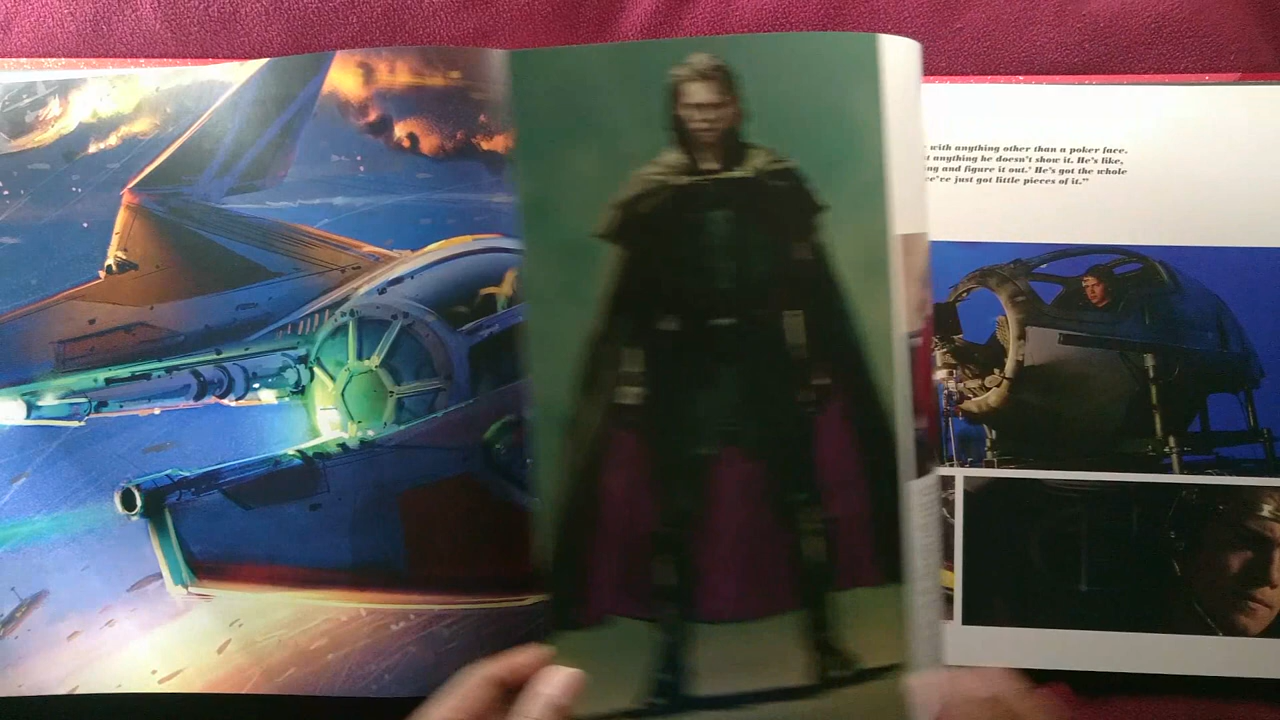 with anything other than a poker face.
t anything he doesn't show it. He's like,
ng and figure it out.' He's got the whole
e've just got little pieces of it."